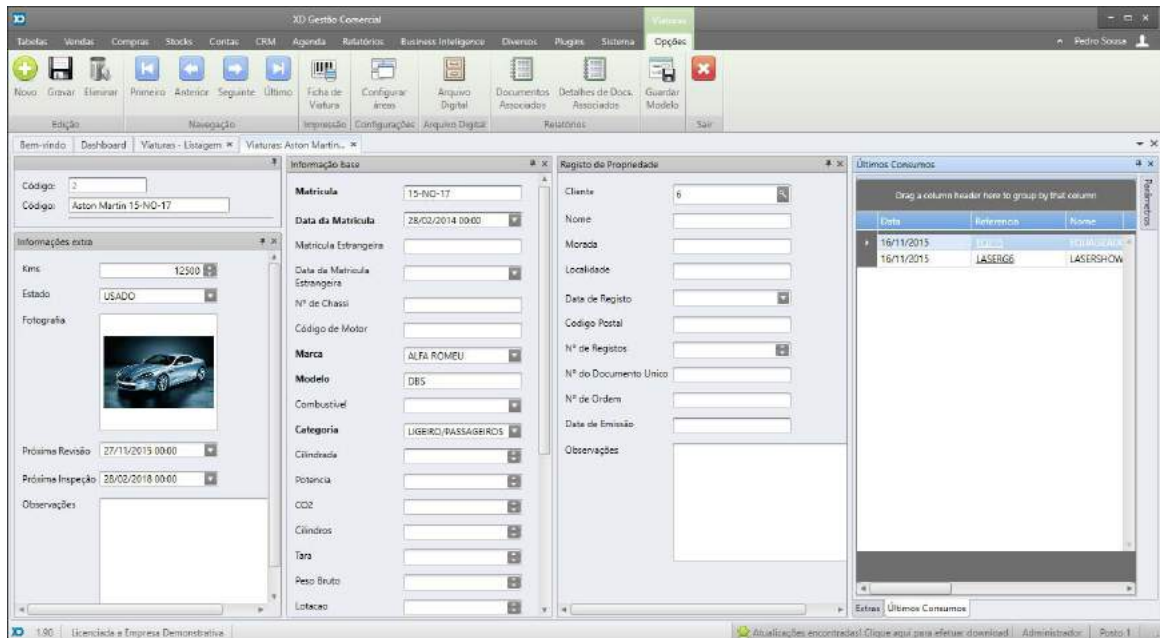 XD Gestão Comercial
Viaturas
Tabelas Vendas Compras Stocks Contas CRM Agenda Relatórios Business Inteligence Diversos Plugins Sistema Opções Pedro Sousa
Novo Gravar Eliminar Primeiro Anterior Seguinte Último Ficha de Viatura Configurar áreas Arquivo Digital Documentos Associados Detalhes de Docs. Associados Guardar Modelo
Edição Navegação Impressão Configurações Arquivo Digital Relatórios Sair
Bem-vindo Dashboard Viaturas - Listagem Viaturas: Aston Martin...
Código: 2
Código: Aston Martin 15-NO-17
Informações extra
Kms 12500
Estado USADO
Fotografia
Próxima Revisão 27/11/2015 00:00
Próxima Inspeção 28/02/2018 00:00
Observações
Informação base
Matrícula 15-NO-17
Data da Matrícula 28/02/2014 00:00
Matrícula Estrangeira
Data da Matrícula
Estrangeira
Nº de Chassi
Código de Motor
Marca ALFA ROMEU
Modelo DBS
Combustível
Categoria LIGEIRO/PASSAGEIROS
Cilindrada
Potencia
CO2
Cilindros
Tara
Peso Bruto
Lotacao
Registo de Propriedade
Cliente 6
Nome
Morada
Localidade
Data de Registo
Codigo Postal
Nº de Registos
Nº do Documento Unico
Nº de Ordem
Data de Emissão
Observações
Últimos Consumos
Drag a column header here to group by that column
Data Referencia Nome
16/11/2015
16/11/2015 LASERG6 LASERSHOW
Extras Últimos Consumos
Parâmetros
XD 1.90 Licenciada a Empresa Demonstrativa Atualizações encontradas! Clique aqui para efetuar download Administrador Posto 1